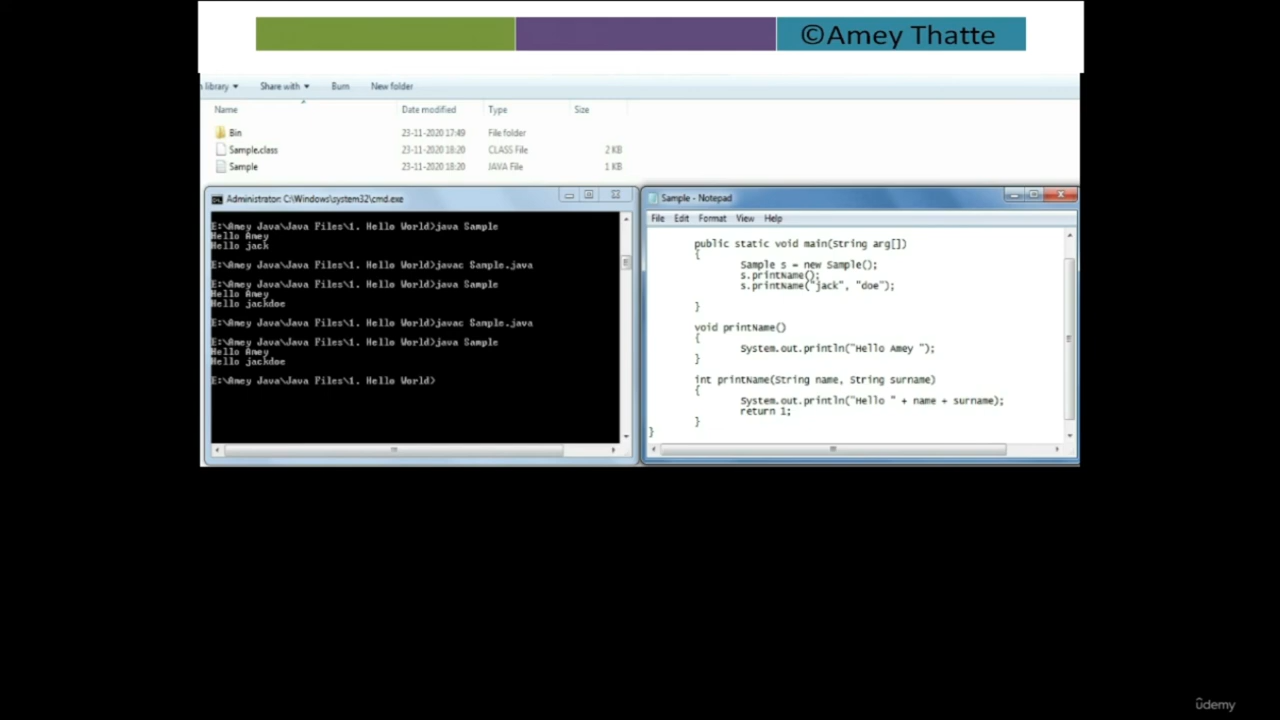 ©Amey Thatte
library ▾ Share with ▾ Burn New folder
Name Date modified Type Size
Bin 23-11-2020 17:49 File folder
Sample.class 23-11-2020 18:20 CLASS File 2 KB
Sample 23-11-2020 18:20 JAVA File 1 KB
Administrator: C:\Windows\system32\cmd.exe
E:\Amey Java\Java Files\1. Hello World>java Sample
Hello Amey
Hello jack
E:\Amey Java\Java Files\1. Hello World>javac Sample.java
E:\Amey Java\Java Files\1. Hello World>java Sample
Hello Amey
Hello jackdoe
E:\Amey Java\Java Files\1. Hello World>javac Sample.java
E:\Amey Java\Java Files\1. Hello World>java Sample
Hello Amey
Hello jackdoe
E:\Amey Java\Java Files\1. Hello World>
Sample - Notepad
File Edit Format View Help
public static void main(String arg[])
{
Sample s = new Sample();
s.printName();
s.printName("jack", "doe");
}
void printName()
{
System.out.println("Hello Amey ");
}
int printName(String name, String surname)
{
System.out.println("Hello " + name + surname);
return 1;
}
}
ûdemy